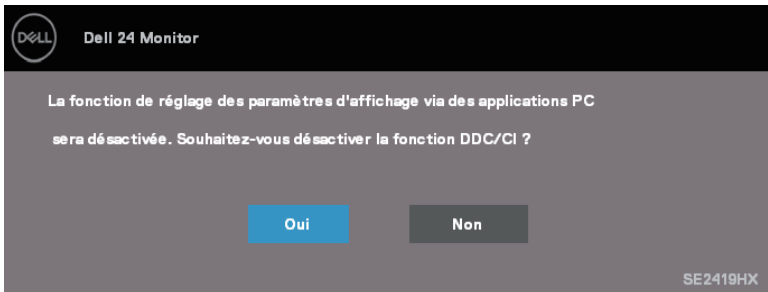 DELL
Dell 24 Monitor
La fonction de réglage des paramètres d'affichage via des applications PC
sera désactivée. Souhaitez-vous désactiver la fonction DDC/CI ?
Oui Non
SE2419HX